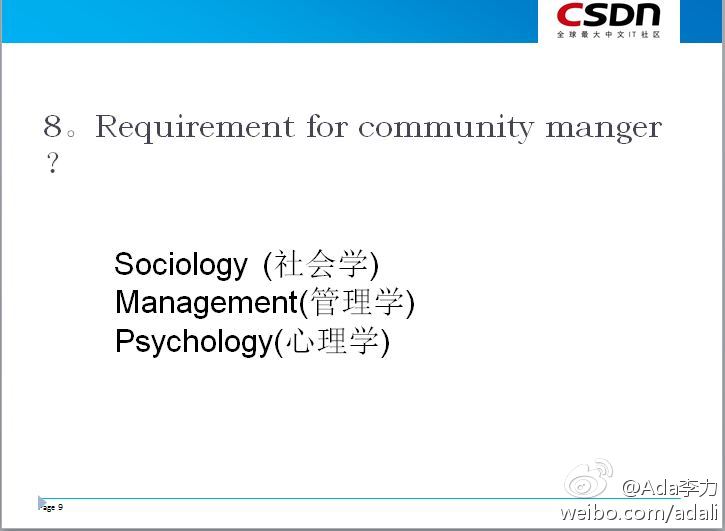 CSDN
全球最大中文IT社区
8。Requirement for community manger
？
Sociology (社会学)
Management(管理学)
Psychology(心理学)
age 9
@Ada李力
weibo.com/adali